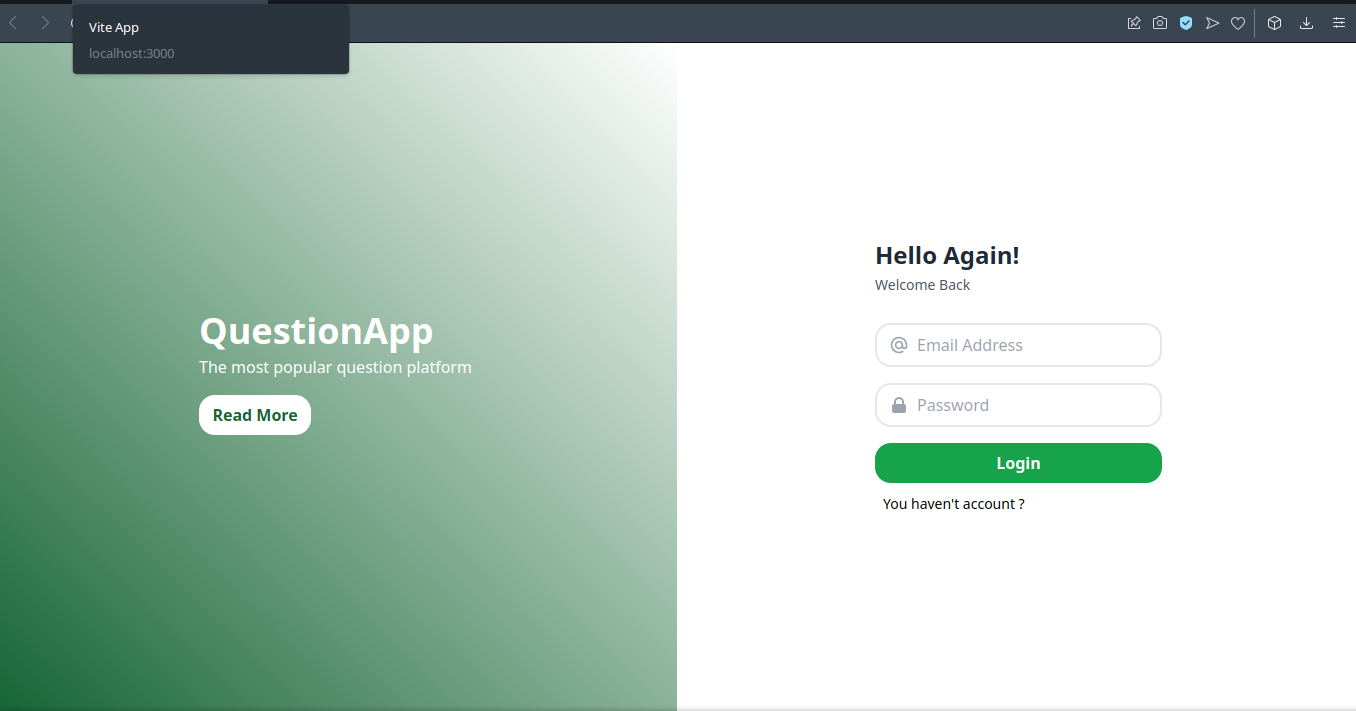 Vite App
localhost:3000
QuestionApp
The most popular question platform
Read More
Hello Again!
Welcome Back
Email Address
Password
Login
You haven't account ?